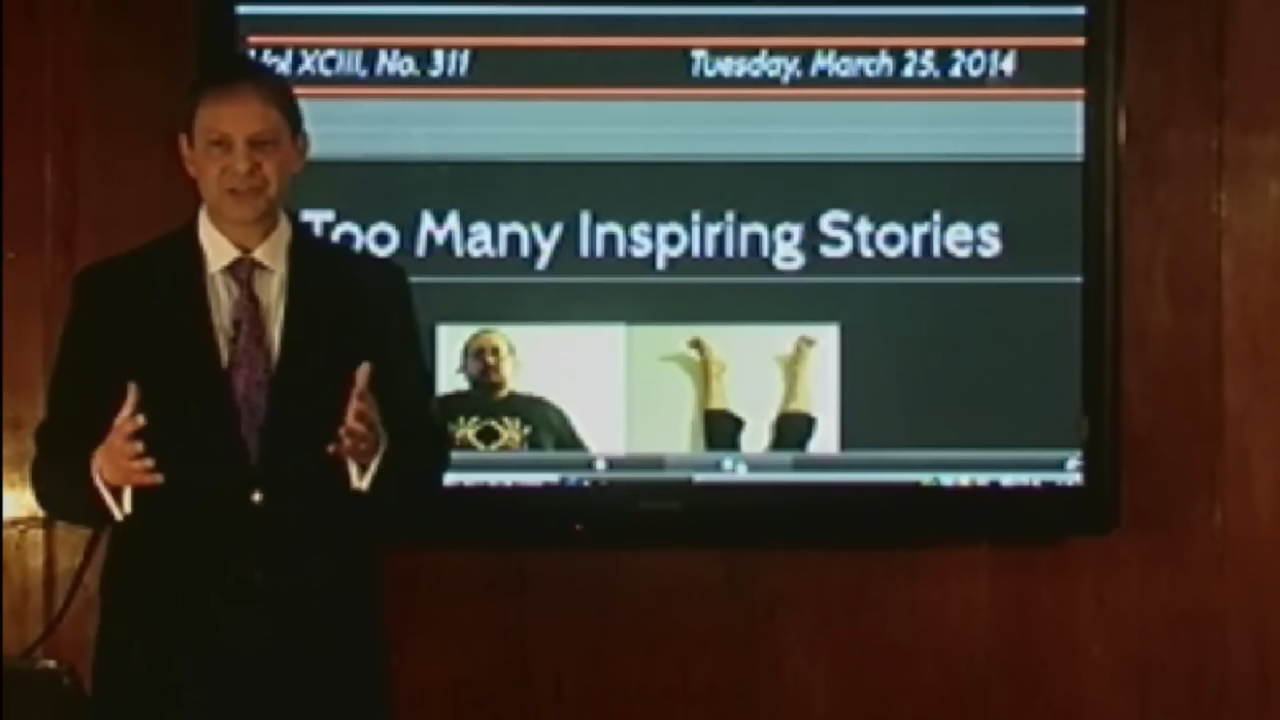 Vol XCIII, No. 311
Tuesday, March 25, 2014
Too Many Inspiring Stories